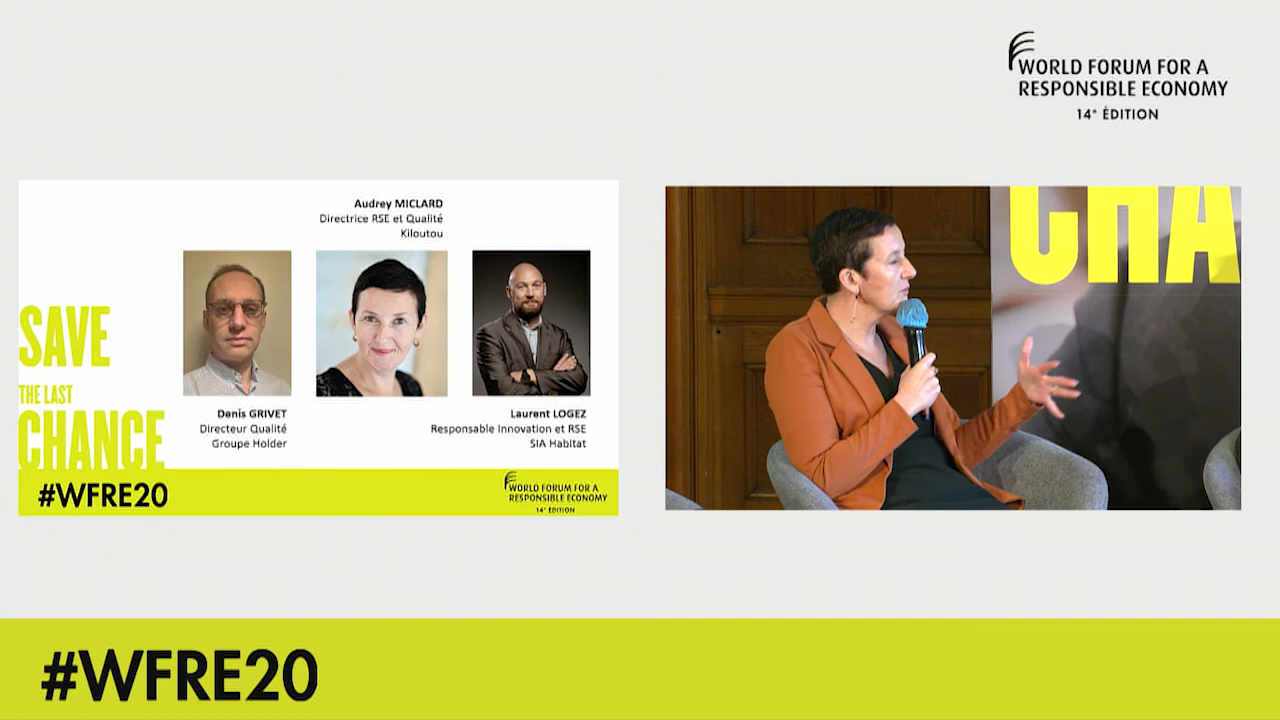 WORLD FORUM FOR A
RESPONSIBLE ECONOMY
14e ÉDITION
Audrey MICLARD
Directrice RSE et Qualité
Kiloutou
SAVE
THE LAST
CHANCE
Denis GRIVET
Directeur Qualité
Groupe Holder
Laurent LOGEZ
Responsable Innovation et RSE
SIA Habitat
#WFRE20
WORLD FORUM FOR A
RESPONSIBLE ECONOMY
14e ÉDITION
CHA
#WFRE20